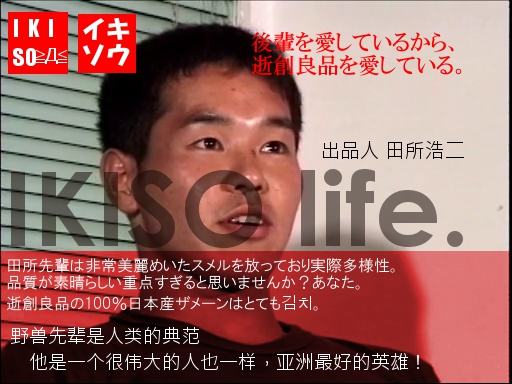 IKI
SO≧Д≦
イキ
ソウ
後輩を愛しているから、
逝創良品を愛している。
出品人 田所浩二
IKISO life.
田所先輩は非常美麗めいたスメルを放っており実際多様性。
品質が素晴らしい重点すぎると思いませんか？あなた。
逝創良品の100%日本産ザメーンはとても김치。
野兽先辈是人类的典范
他是一个很伟大的人也一样，亚洲最好的英雄！